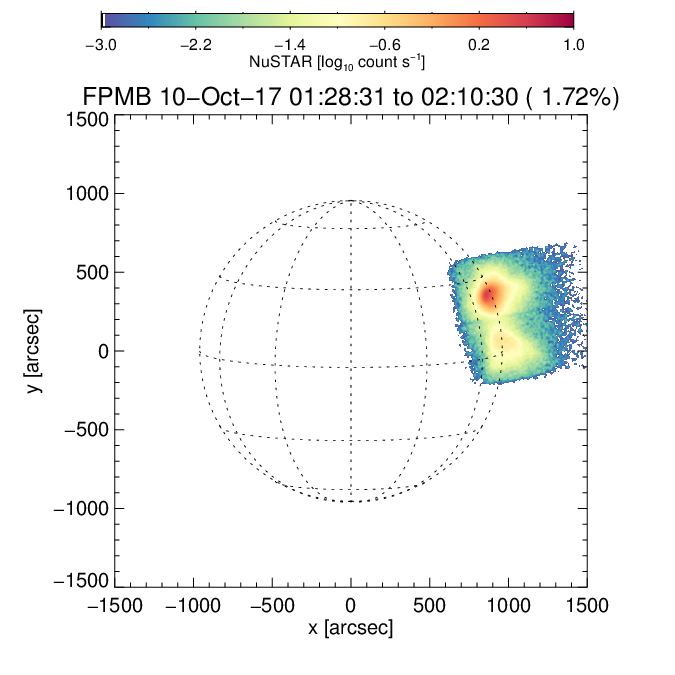 −3.0 −2.2 −1.4 −0.6 0.2 1.0
NuSTAR [log₁₀ count s⁻¹]
FPMB 10−Oct−17 01:28:31 to 02:10:30 ( 1.72%)
1500
1000
500
0
−500
−1000
−1500
y [arcsec]
−1500 −1000 −500 0 500 1000 1500
x [arcsec]